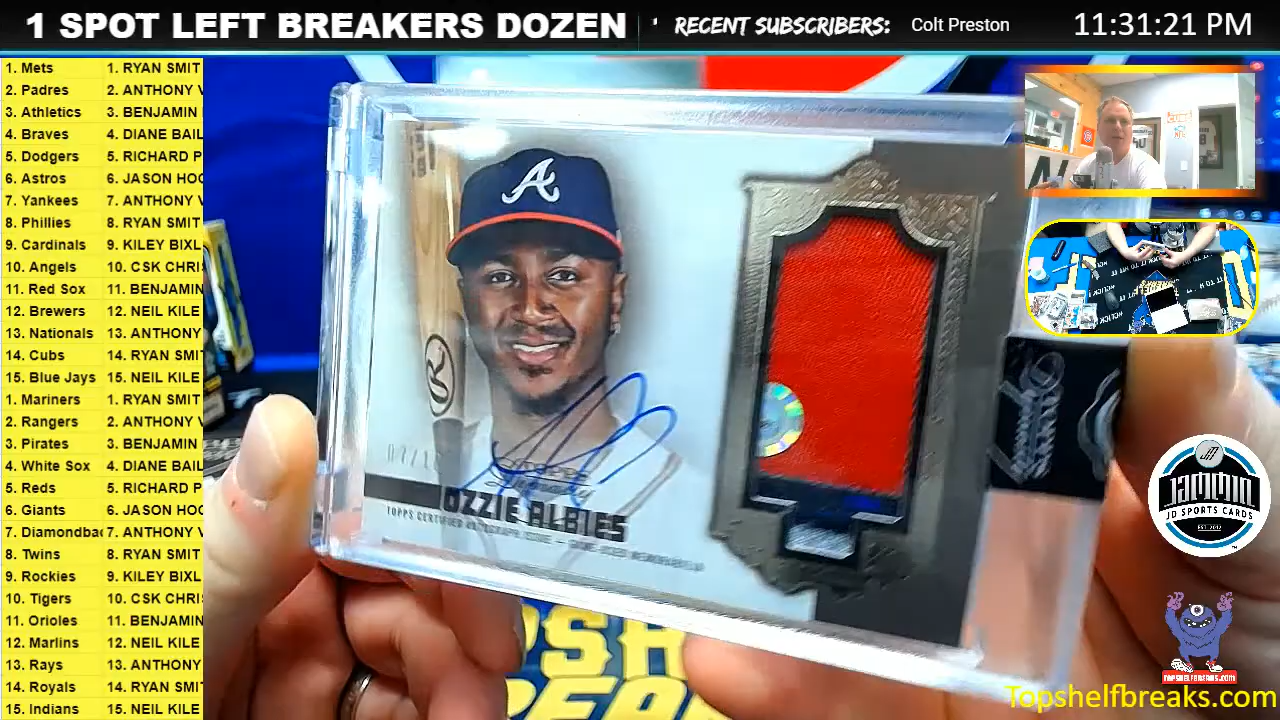 1 SPOT LEFT BREAKERS DOZEN
RECENT SUBSCRIBERS: Colt Preston
11:31:21 PM
1. Mets 1. RYAN SMIT
2. Padres 2. ANTHONY V
3. Athletics 3. BENJAMIN
4. Braves 4. DIANE BAIL
5. Dodgers 5. RICHARD P
6. Astros 6. JASON HOO
7. Yankees 7. ANTHONY V
8. Phillies 8. RYAN SMIT
9. Cardinals 9. KILEY BIXL
10. Angels 10. CSK CHRI
11. Red Sox 11. BENJAMIN
12. Brewers 12. NEIL KILE
13. Nationals 13. ANTHONY
14. Cubs 14. RYAN SMIT
15. Blue Jays 15. NEIL KILE
1. Mariners 1. RYAN SMIT
2. Rangers 2. ANTHONY V
3. Pirates 3. BENJAMIN
4. White Sox 4. DIANE BAIL
5. Reds 5. RICHARD P
6. Giants 6. JASON HOO
7. Diamondbac 7. ANTHONY V
8. Twins 8. RYAN SMIT
9. Rockies 9. KILEY BIXL
10. Tigers 10. CSK CHRI
11. Orioles 11. BENJAMIN
12. Marlins 12. NEIL KILE
13. Rays 13. ANTHONY
14. Royals 14. RYAN SMIT
15. Indians 15. NEIL KILE
A
R
OZZIE ALBIES
TOPPS CERTIFIED AUTOGRAPH ISSUE
JAMMIN
JD SPORTS CARDS
EST. 2012
TOPSHELFBREAKS.COM
Topshelfbreaks.com